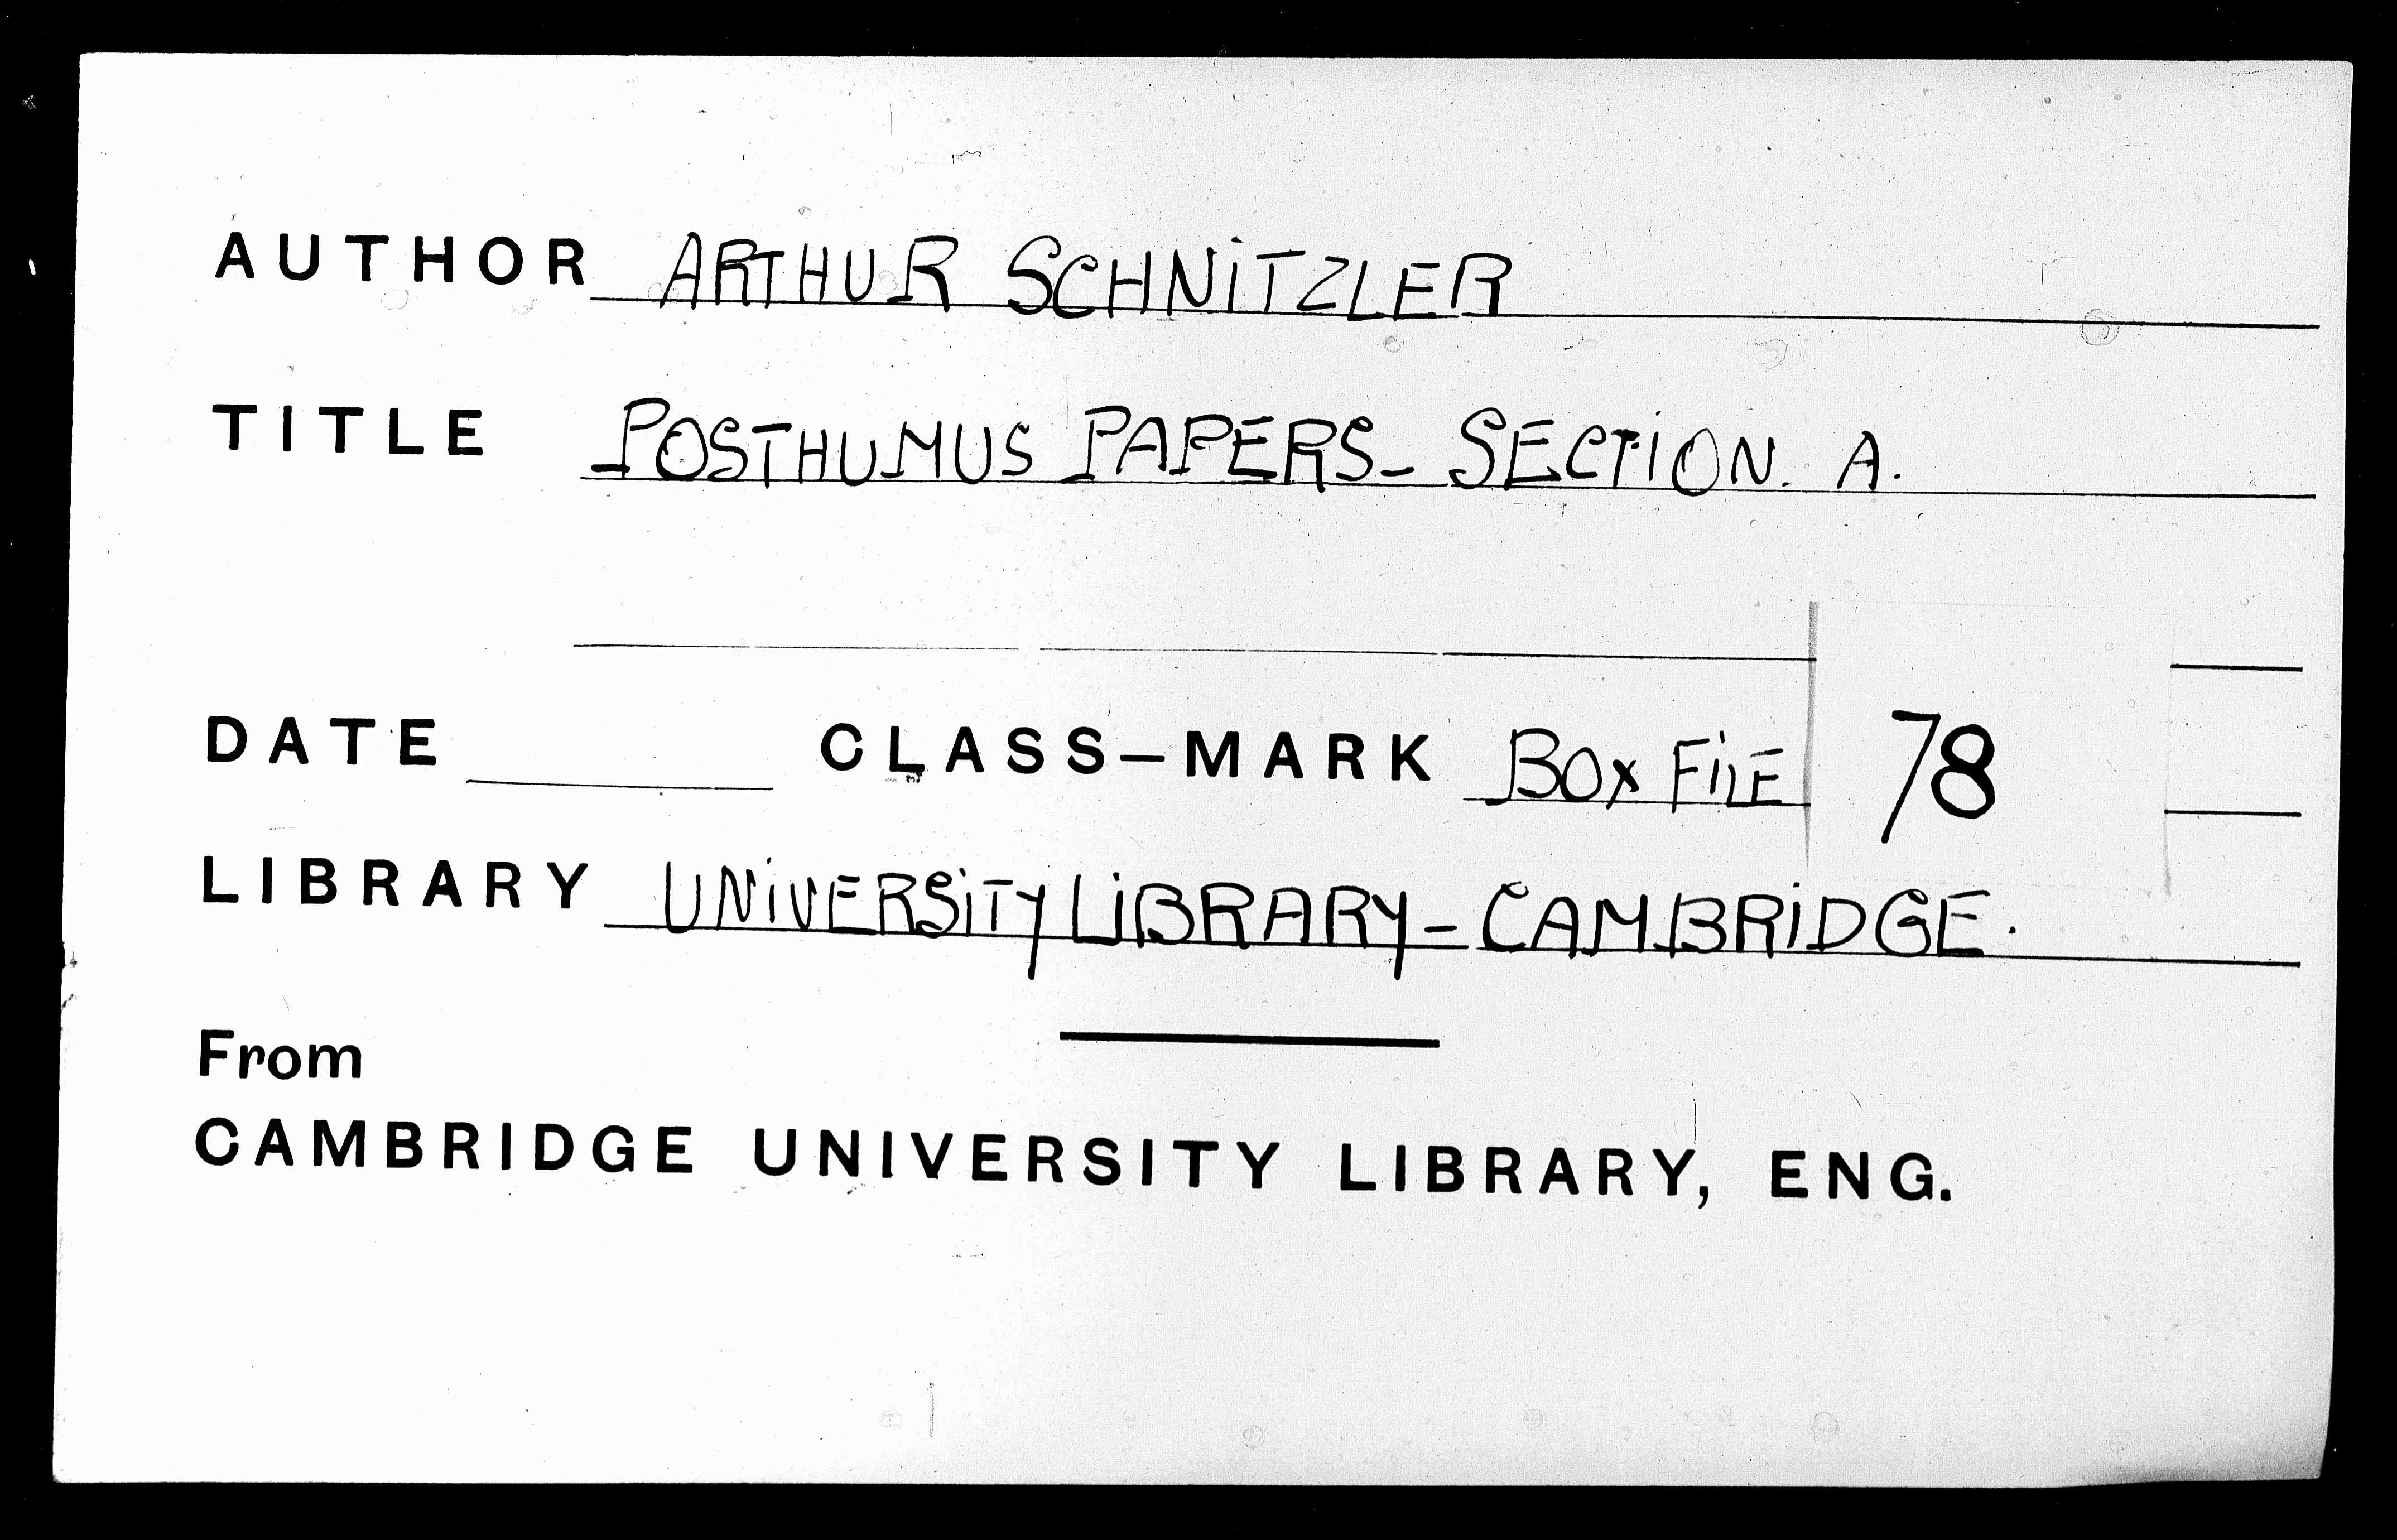 AUTHOR ARTHUR SCHNiTZLER
TITLE POSTHUMUS PAPERS- SECTiON. A.
DATE CLASS-MARK BOX FiLE 78
LIBRARY UNiVERSiTY LiBRARY - CAMBRiDGE.
From
CAMBRIDGE UNIVERSITY LIBRARY, ENG.